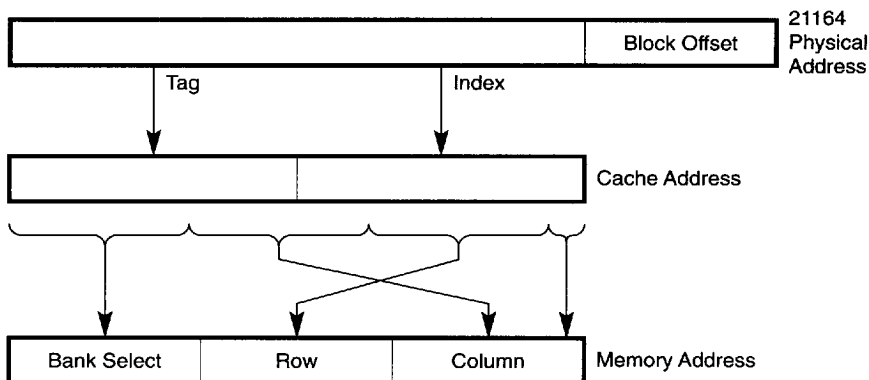 21164
Block Offset
Physical
Address
Tag
Index
Cache Address
Bank Select
Row
Column
Memory Address